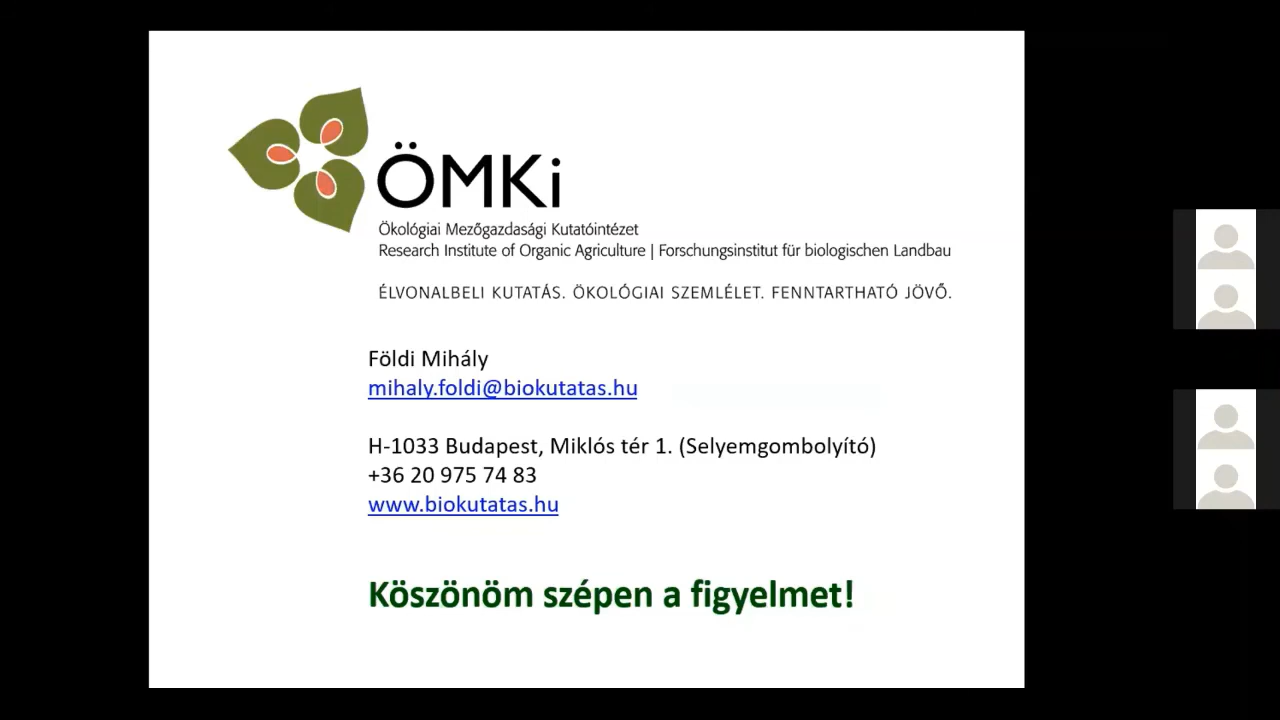 ÖMKi
Ökológiai Mezőgazdasági Kutatóintézet
Research Institute of Organic Agriculture | Forschungsinstitut für biologischen Landbau
ÉLVONALBELI KUTATÁS. ÖKOLÓGIAI SZEMLÉLET. FENNTARTHATÓ JÖVŐ.
Földi Mihály
mihaly.foldi@biokutatas.hu
H-1033 Budapest, Miklós tér 1. (Selyemgombolyító)
+36 20 975 74 83
www.biokutatas.hu
Köszönöm szépen a figyelmet!